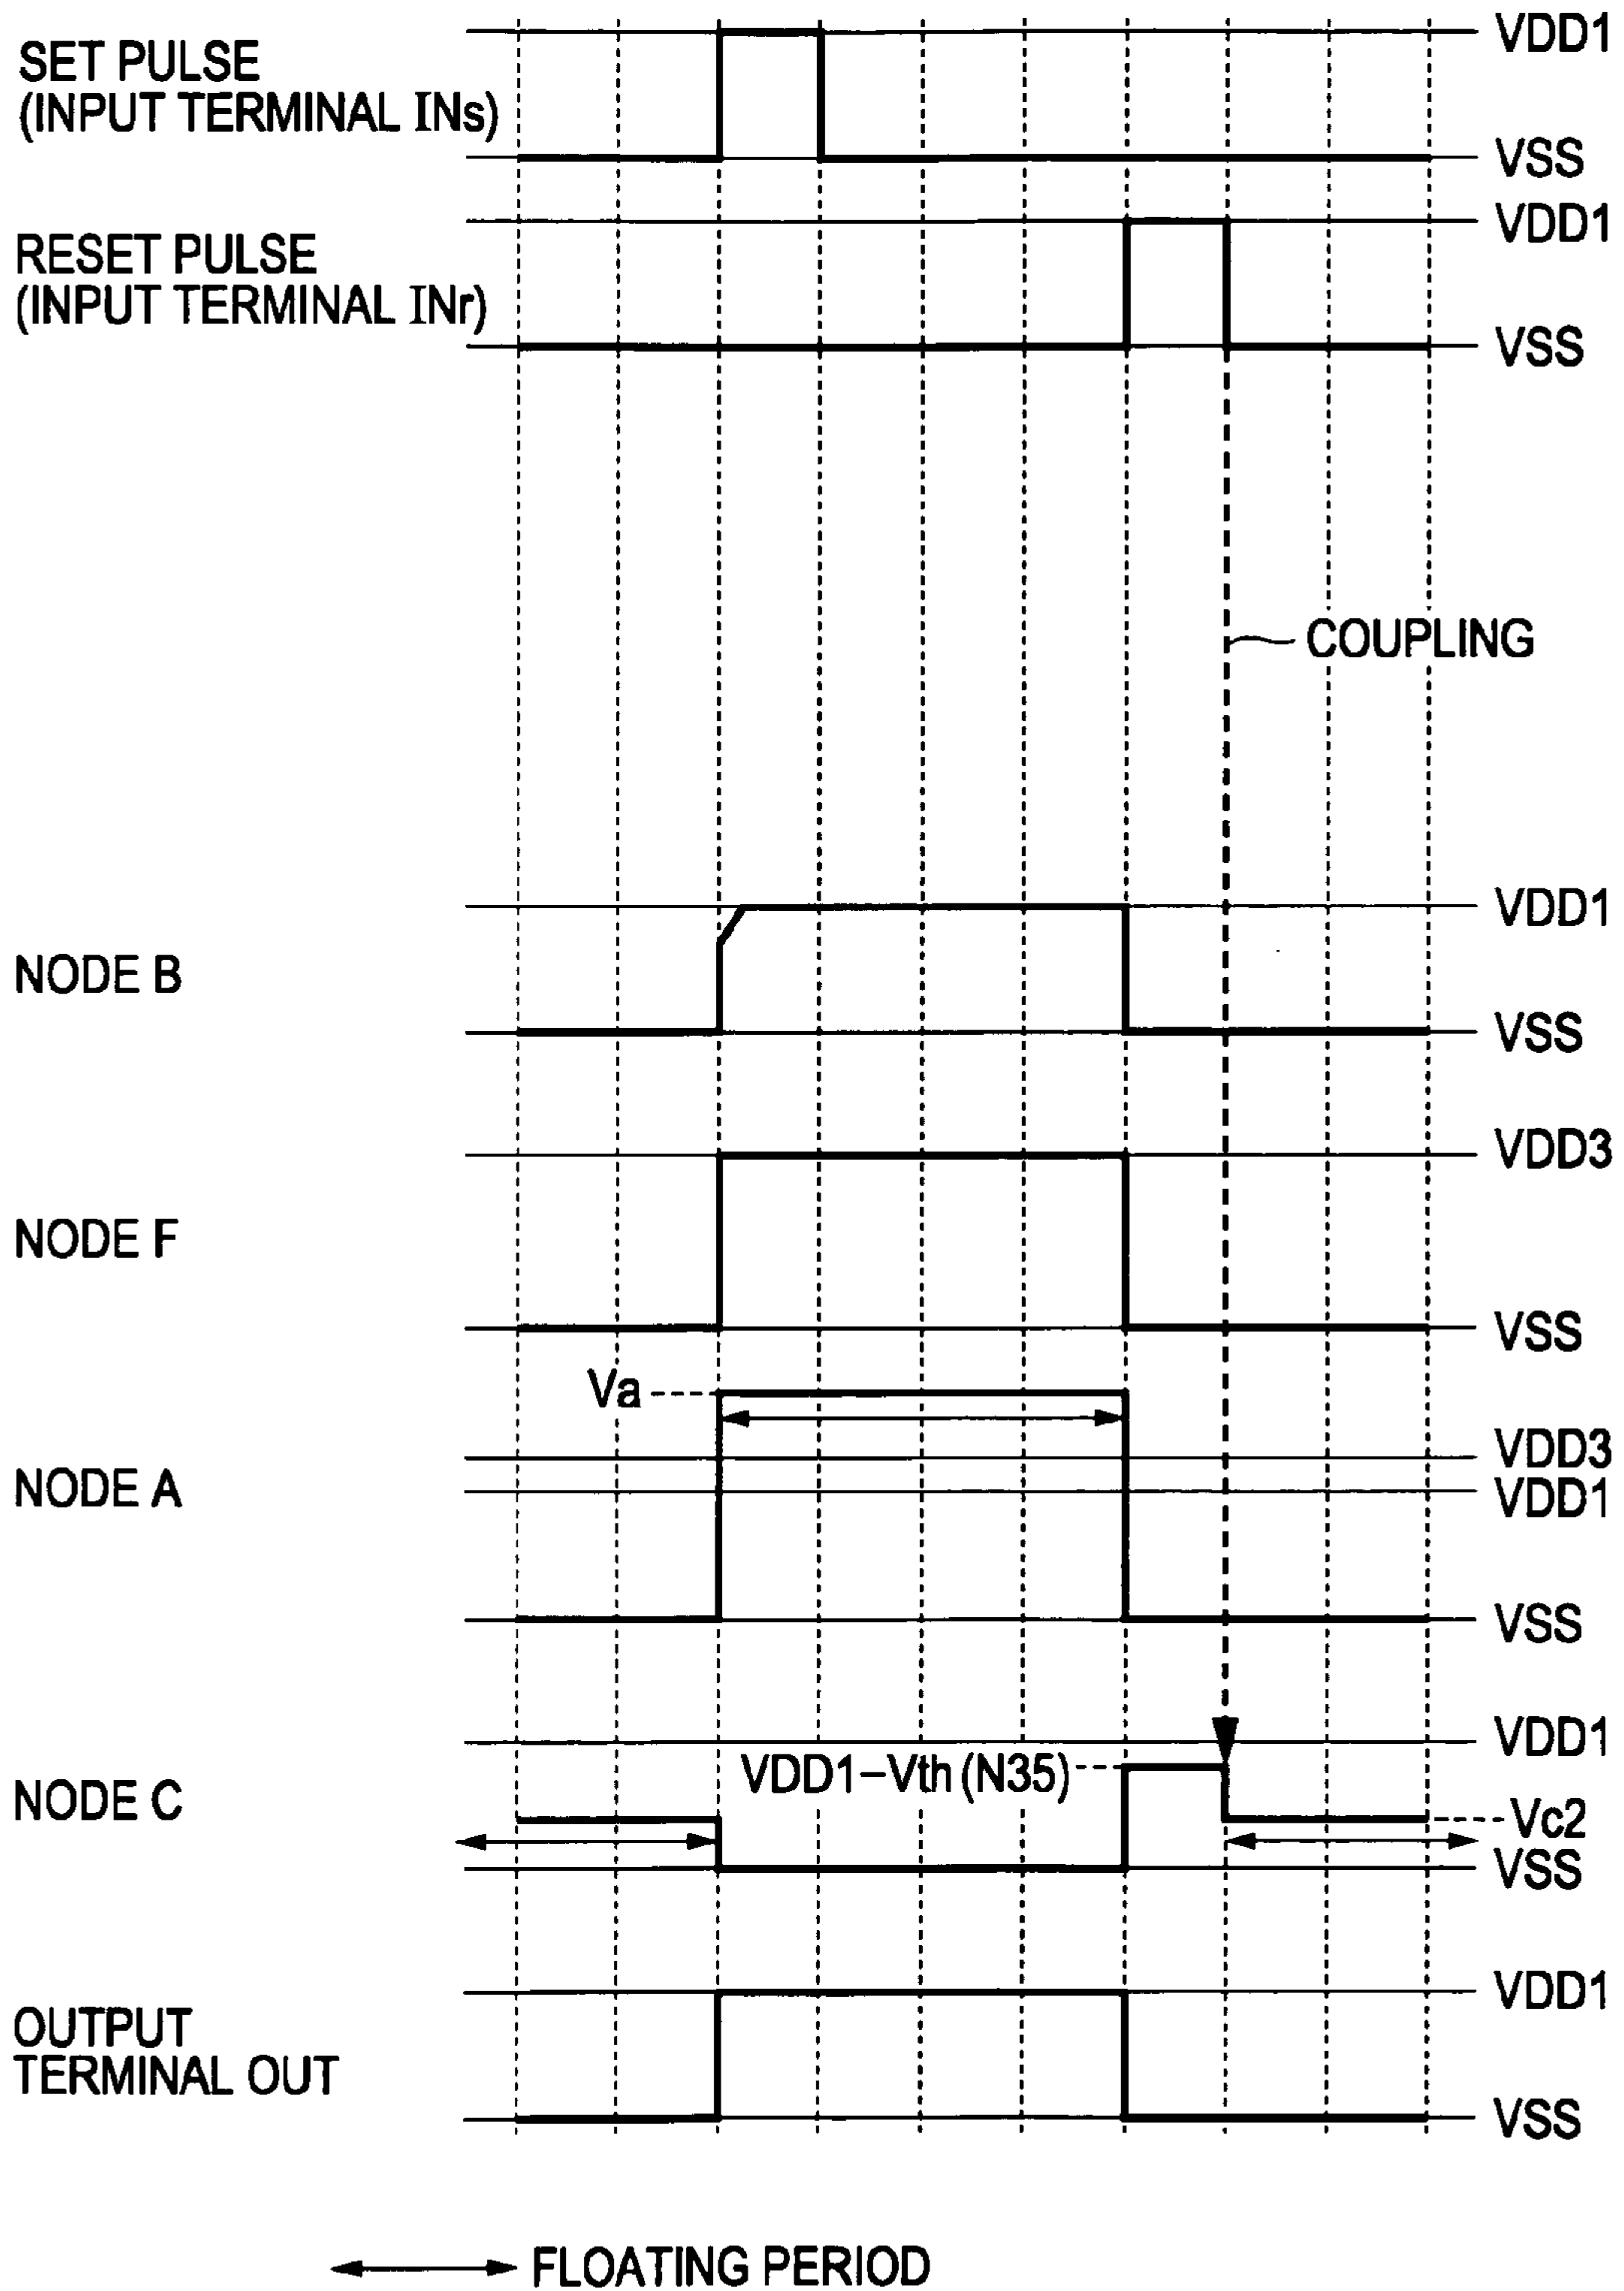 VDD1
SET PULSE
(INPUT TERMINAL INs)
VSS
VDD1
RESET PULSE
(INPUT TERMINAL INr)
VSS
COUPLING
VDD1
NODE B
VSS
VDD3
NODE F
VSS
Va
VDD3
NODE A
VDD1
VSS
VDD1
VDD1–Vth (N35)
NODE C
Vc2
VSS
VDD1
OUTPUT
TERMINAL OUT
VSS
FLOATING PERIOD